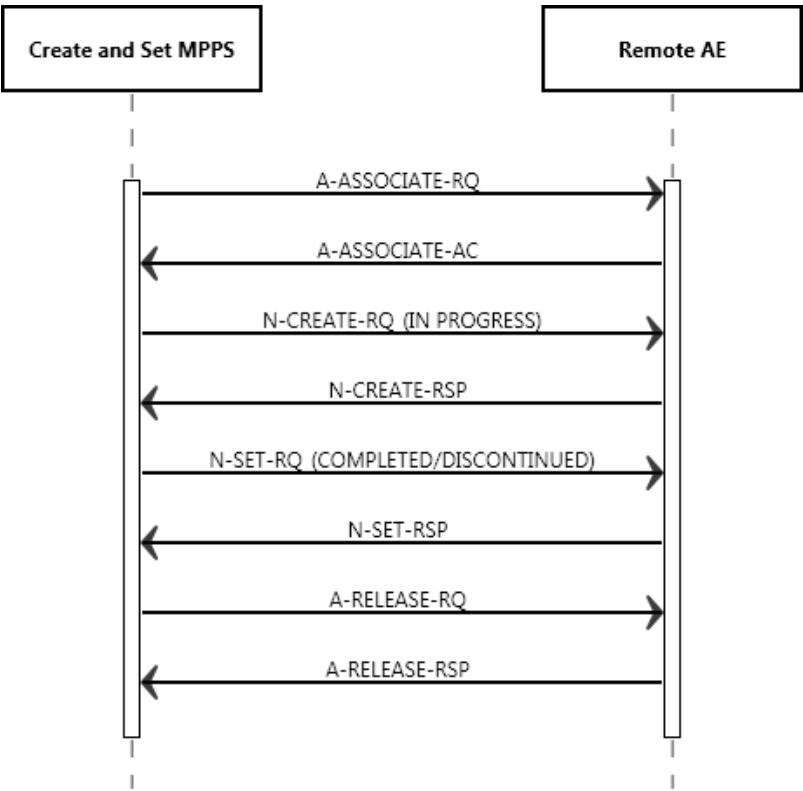 Create and Set MPPS
Remote AE
A-ASSOCIATE-RQ
A-ASSOCIATE-AC
N-CREATE-RQ (IN PROGRESS)
N-CREATE-RSP
N-SET-RQ (COMPLETED/DISCONTINUED)
N-SET-RSP
A-RELEASE-RQ
A-RELEASE-RSP